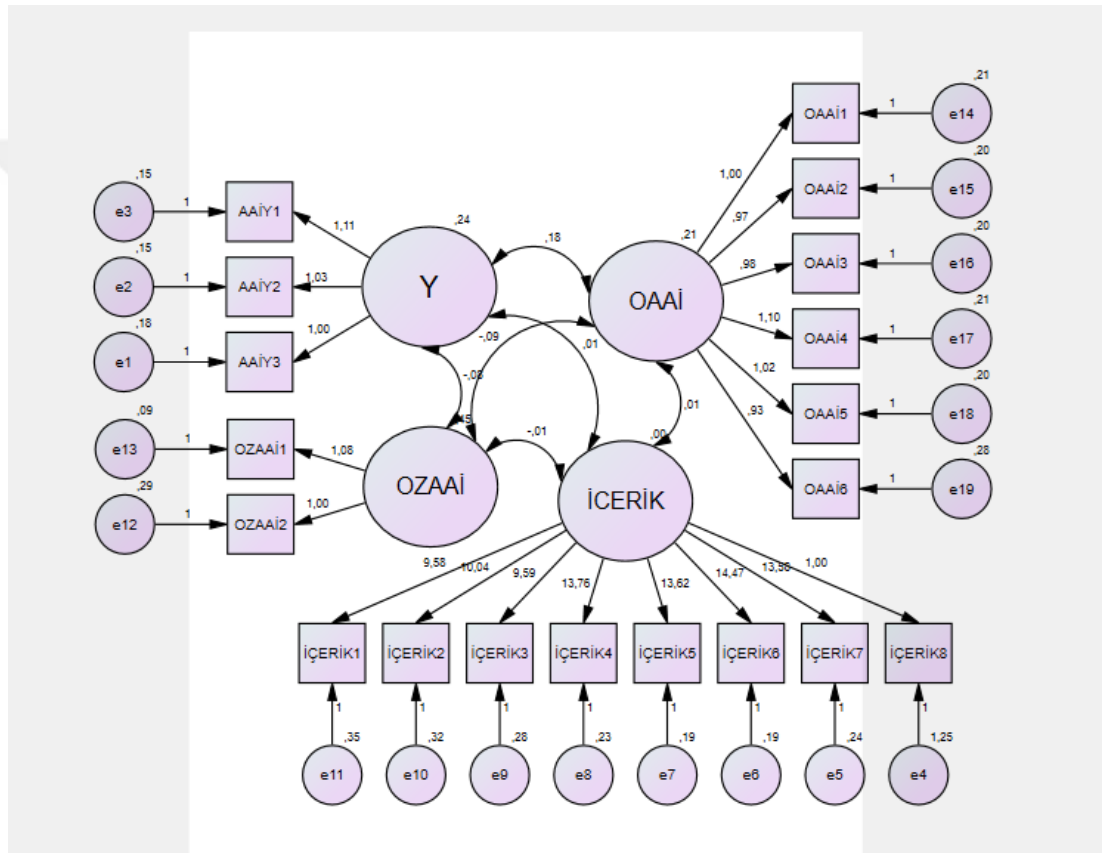 ,21
OAAİ1
1
e14
,20
1,00
OAAİ2
1
e15
,15
e3
1
AAİY1
1,11
,24
,18
,21
,97
,20
,98
OAAİ3
1
e16
,15
e2
1
AAİY2
1,03
Y
OAAİ
,21
1,10
OAAİ4
1
e17
,18
e1
1
AAİY3
1,00
-,09
,01
-,08
1,02
,20
OAAİ5
1
e18
,93
,01
,09
e13
1
OZAAİ1
1,08
-,01
,00
,28
OAAİ6
1
e19
OZAAİ
İCERİK
,29
e12
1
OZAAİ2
1,00
9,58
10,04
9,59
13,76
13,62
14,47
1,00
İÇERİK1
İÇERİK2
İÇERİK3
İÇERİK4
İÇERİK5
İÇERİK6
İÇERİK7
İÇERİK8
1
1
1
1
1
1
1
1
,35
,32
,28
,23
,19
,19
,24
1,25
e11
e10
e9
e8
e7
e6
e5
e4